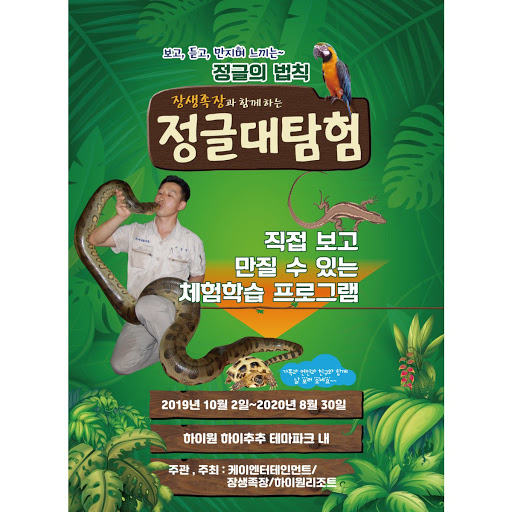 보고, 듣고, 만지며 느끼는~
정글의 법칙
장생족장과 함께하는
정글대탐험
직접 보고
만질 수 있는
체험학습 프로그램
2019년 10월 2일~2020년 8월 30일
하이원 하이추추 테마파크 내
주관 , 주최 : 케이엔터테인먼트/
장생족장/하이원리조트